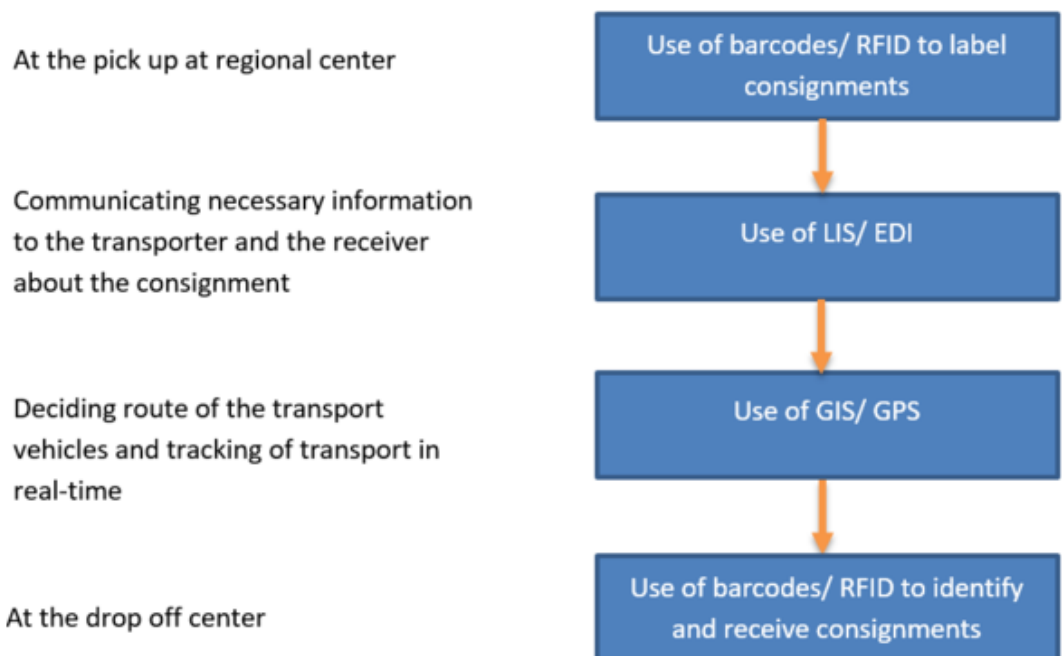 At the pick up at regional center
Use of barcodes/ RFID to label
consignments
Communicating necessary information
to the transporter and the receiver
about the consignment
Use of LIS/ EDI
Deciding route of the transport
vehicles and tracking of transport in
real-time
Use of GIS/ GPS
At the drop off center
Use of barcodes/ RFID to identify
and receive consignments